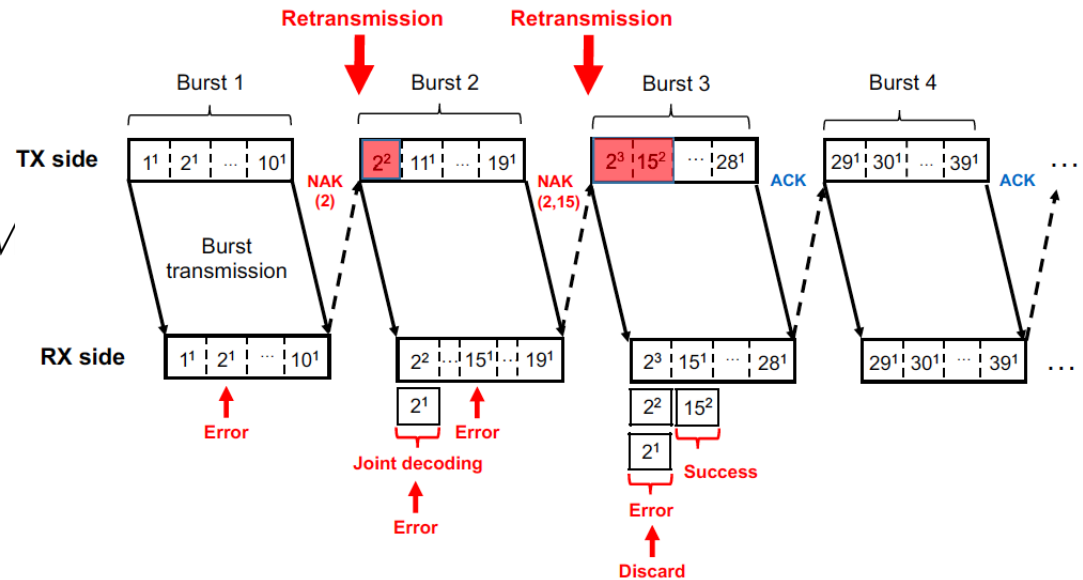 Retransmission Retransmission
Burst 1 Burst 2 Burst 3 Burst 4
TX side 1¹ 2¹ ... 10¹ 2² 11¹ ... 19¹ 2³ 15² ... 28¹ 29¹ 30¹ ... 39¹ ...
NAK (2) NAK (2,15) ACK ACK
Burst
transmission
RX side 1¹ 2¹ ... 10¹ 2² ... 15¹ ... 19¹ 2³ 15¹ ... 28¹ 29¹ 30¹ ... 39¹ ...
2¹ 2² 15²
Error Error 2¹
Joint decoding Success
Error Error
Discard